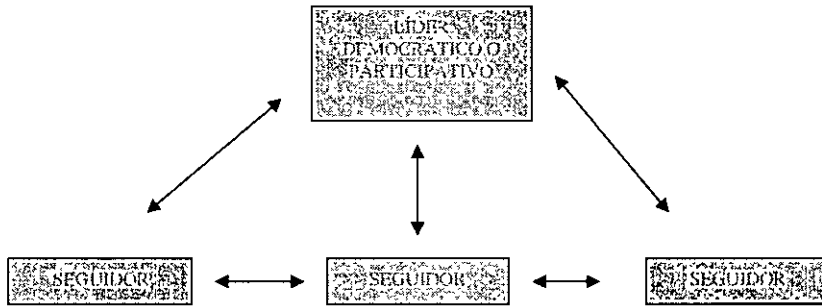 LIDER
DEMOCRATICO O
PARTICIPATIVO
SEGUIDOR
SEGUIDOR
SEGUIDOR